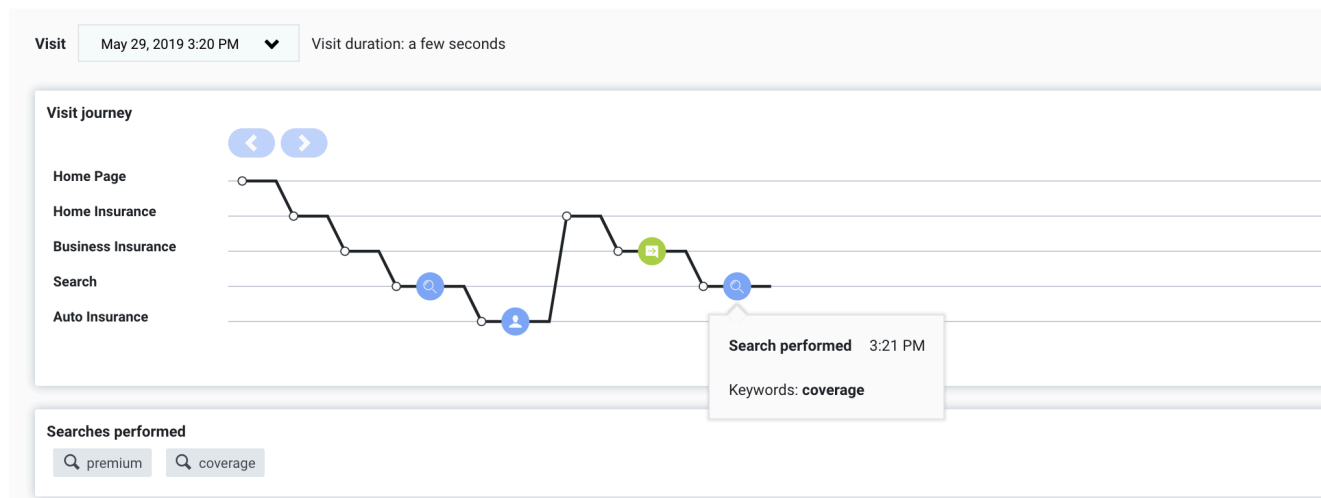 Visit May 29, 2019 3:20 PM Visit duration: a few seconds
Visit journey
Home Page
Home Insurance
Business Insurance
Search
Auto Insurance
Search performed 3:21 PM
Keywords: coverage
Searches performed
premium coverage